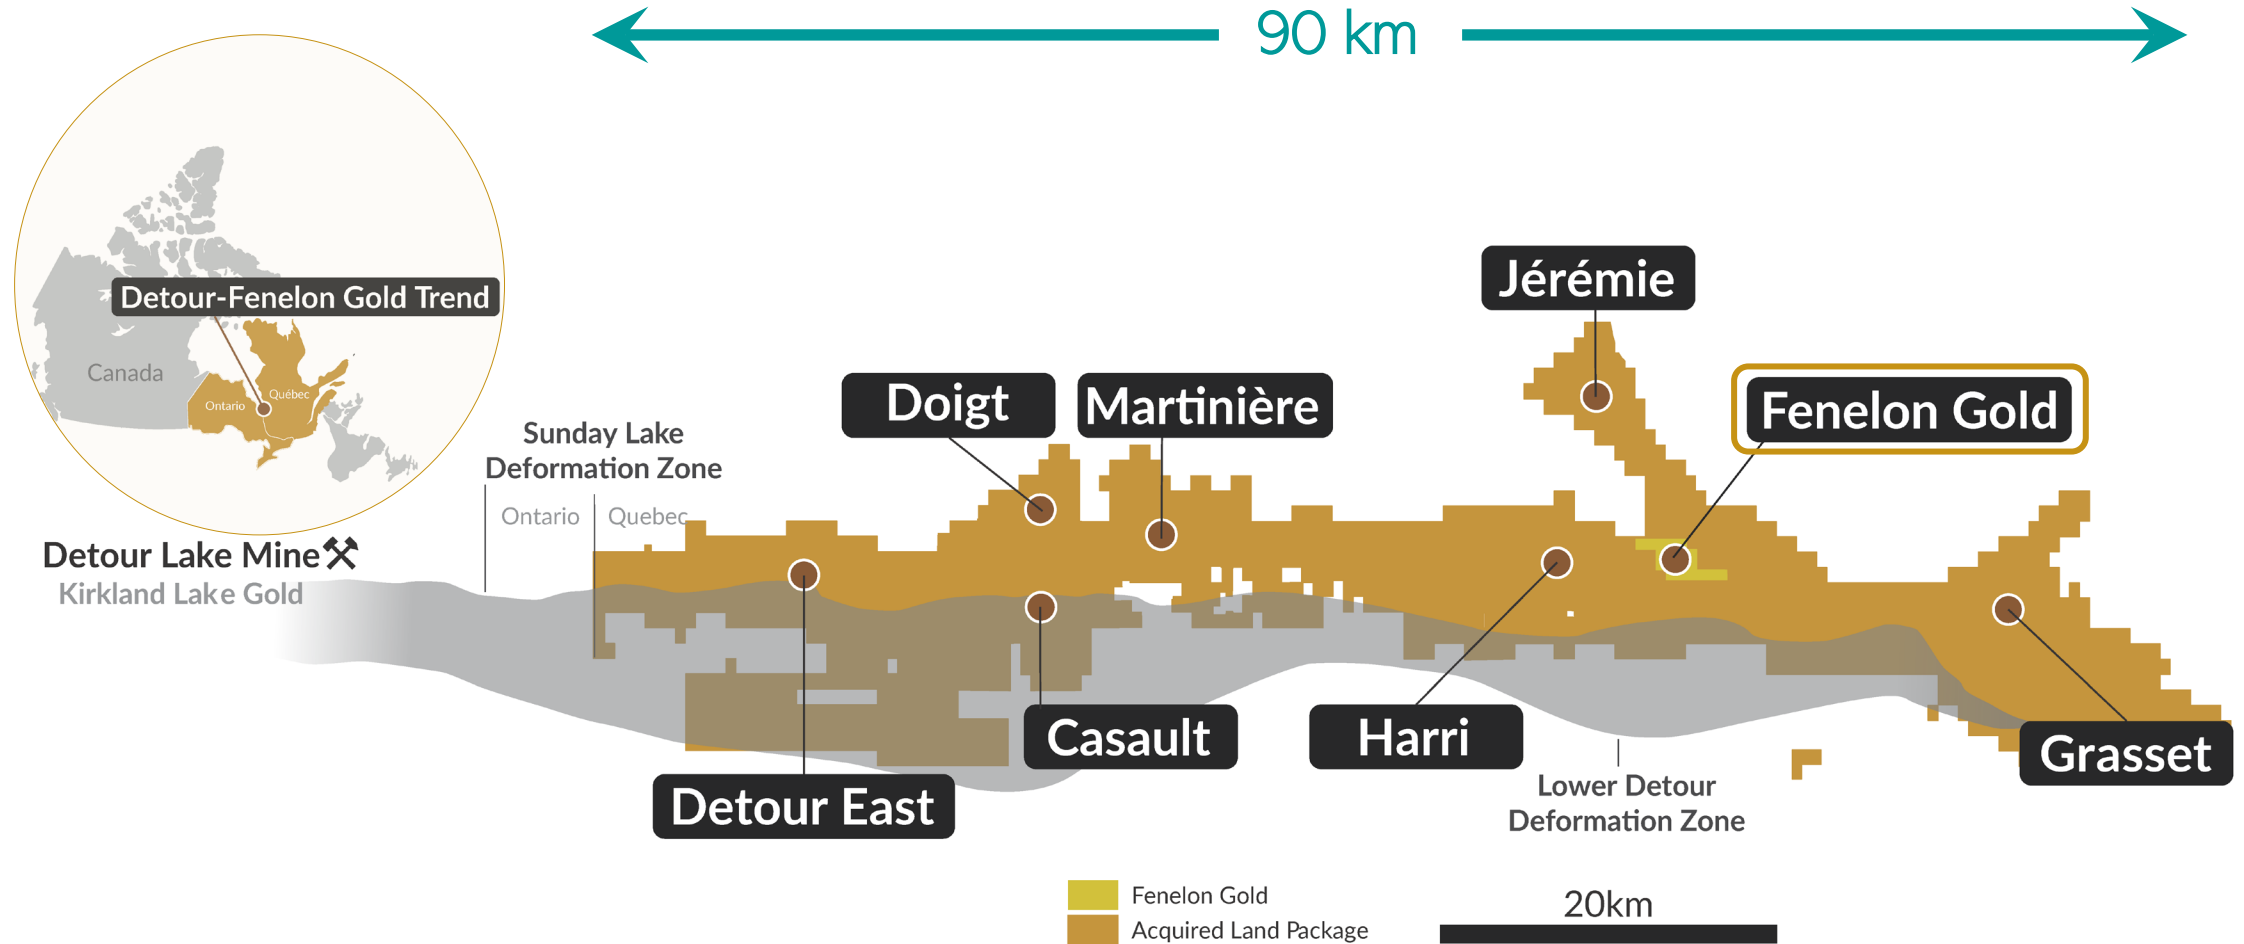 90 km
Detour-Fenelon Gold Trend
Canada
Ontario
Québec
Jérémie
Doigt
Martinière
Fenelon Gold
Sunday Lake
Deformation Zone
Ontario
Quebec
Detour Lake Mine
Kirkland Lake Gold
Casault
Harri
Grasset
Detour East
Lower Detour
Deformation Zone
Fenelon Gold
Acquired Land Package
20km